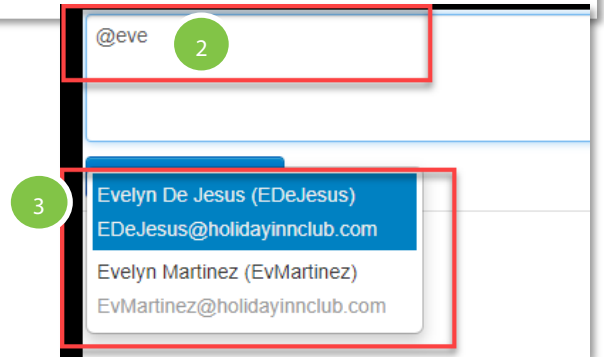 @eve
2
3
Evelyn De Jesus (EDeJesus)
EDeJesus@holidayinnclub.com
Evelyn Martinez (EvMartinez)
EvMartinez@holidayinnclub.com